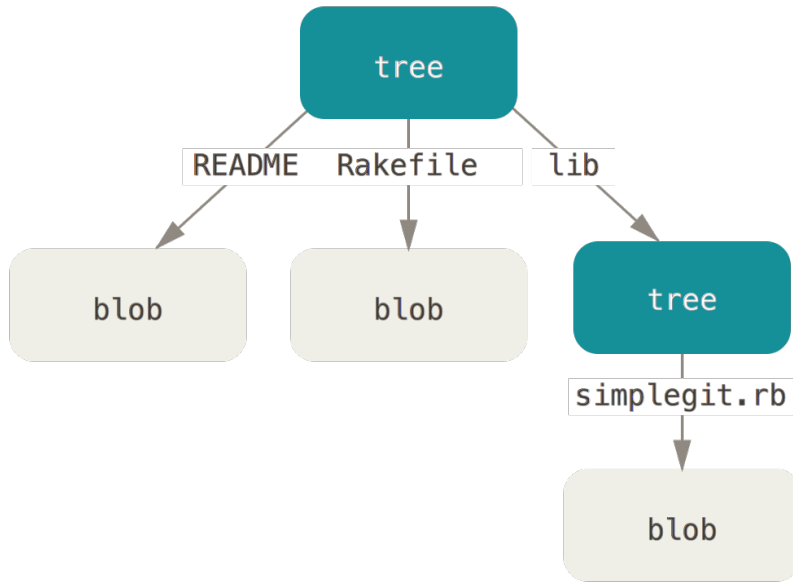 tree
README Rakefile lib
blob blob tree
simplegit.rb
blob